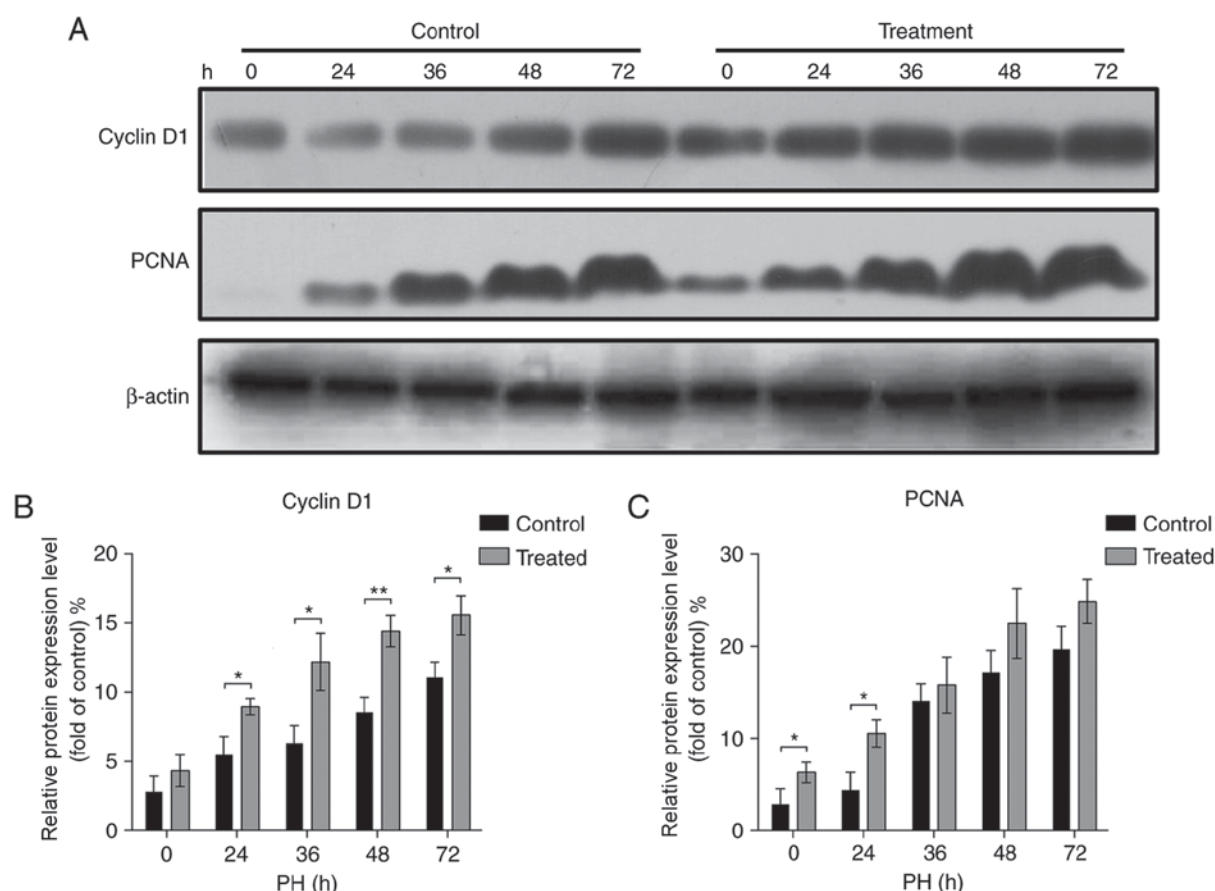 A
Control Treatment
h 0 24 36 48 72 0 24 36 48 72
Cyclin D1
PCNA
β-actin
B
Cyclin D1
Control
Treated
Relative protein expression level
(fold of control) %
20
15
10
5
0
*
*
**
*
0 24 36 48 72
PH (h)
C
PCNA
Control
Treated
Relative protein expression level
(fold of control) %
30
20
10
0
*
*
0 24 36 48 72
PH (h)